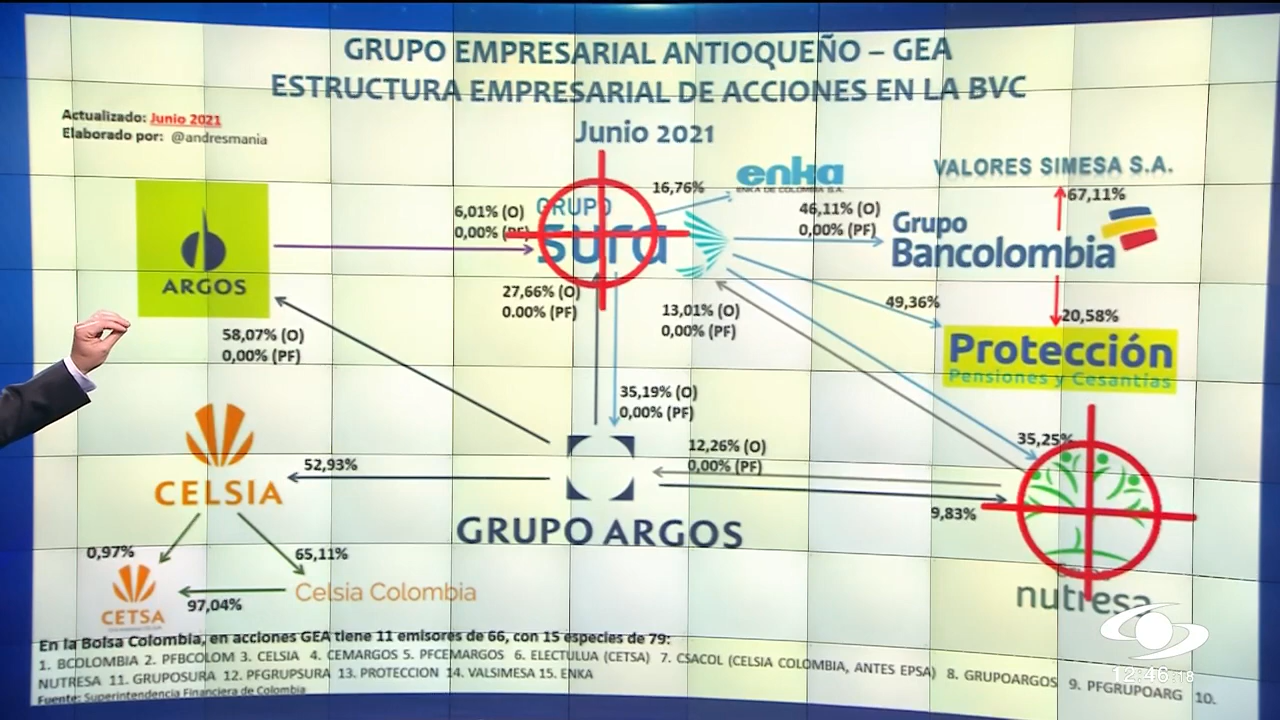 GRUPO EMPRESARIAL ANTIOQUEÑO – GEA
ESTRUCTURA EMPRESARIAL DE ACCIONES EN LA BVC
Junio 2021
Actualizado: Junio 2021
Elaborado por: @andresmania
ARGOS
6,01% (O)
0,00% (PF)
GRUPO
sura
16,76%
enka
ENKA DE COLOMBIA S.A.
VALORES SIMESA S.A.
67,11%
46,11% (O)
0,00% (PF)
Grupo
Bancolombia
27,66% (O)
0.00% (PF)
13,01% (O)
0,00% (PF)
49,36%
20,58%
Protección
Pensiones y Cesantías
58,07% (O)
0,00% (PF)
35,19% (O)
0,00% (PF)
12,26% (O)
0,00% (PF)
35,25%
CELSIA
52,93%
GRUPO ARGOS
9,83%
nutresa
0,97%
65,11%
CETSA
97,04%
Celsia Colombia
En la Bolsa Colombia, en acciones GEA tiene 11 emisores de 66, con 15 especies de 79:
1. BCOLOMBIA 2. PFBCOLOM 3. CELSIA 4. CEMARGOS 5. PFCEMARGOS 6. ELECTULUA (CETSA) 7. CSACOL (CELSIA COLOMBIA, ANTES EPSA) 8. GRUPOARGOS 9. PFGRUPOARG 10.
NUTRESA 11. GRUPOSURA 12. PFGRUPSURA 13. PROTECCION 14. VALSIMESA 15. ENKA
Fuente: Superintendencia Financiera de Colombia
12:46:18